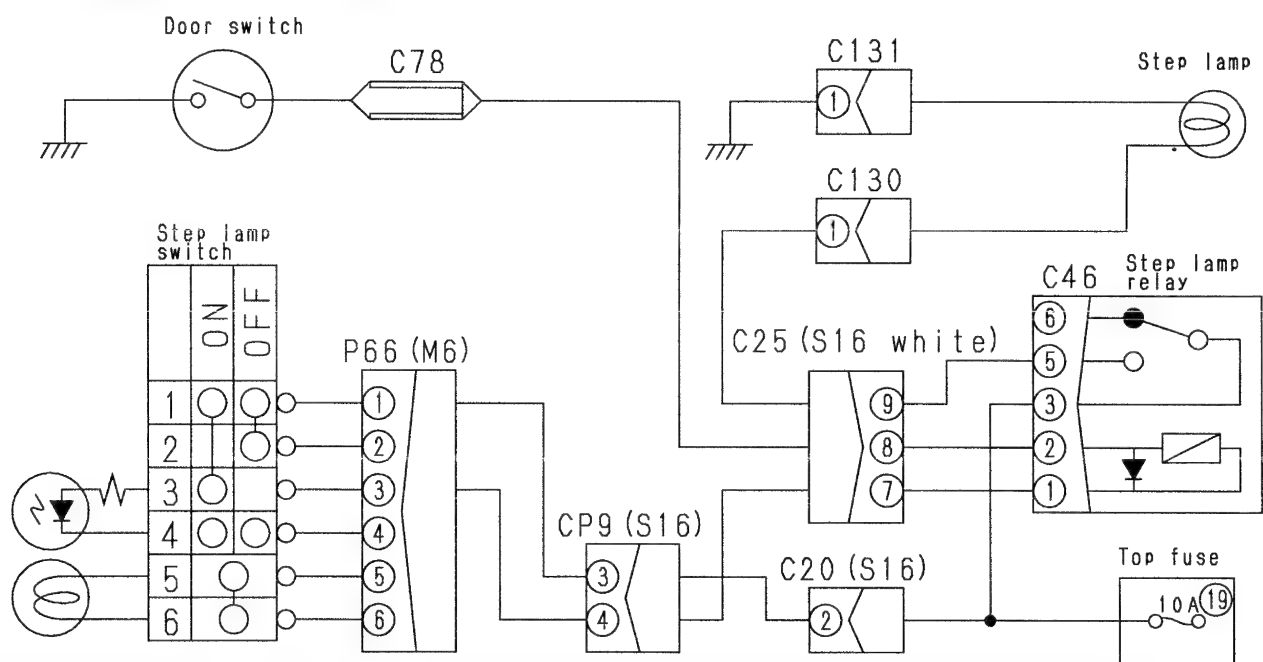 Door switch
C78
C131
Step lamp
1
C130
1
Step lamp
switch
ON
OFF
P66 (M6)
C25 (S16 white)
C46
Step lamp
relay
6
5
3
2
1
9
8
7
1
2
3
4
5
6
1
2
3
4
5
6
CP9 (S16)
3
4
C20 (S16)
2
Top fuse
10A
19